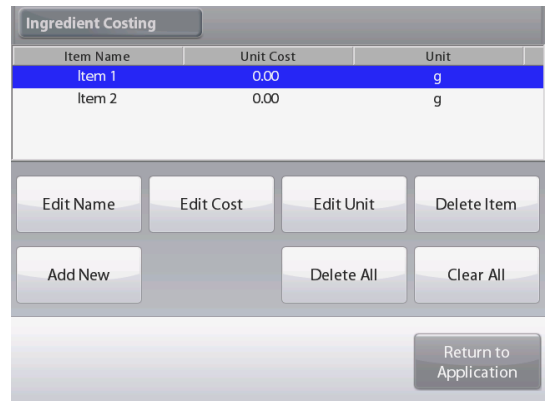 Ingredient Costing
Item Name Unit Cost Unit
Item 1 0.00 g
Item 2 0.00 g
Edit Name Edit Cost Edit Unit Delete Item
Add New Delete All Clear All
Return to
Application